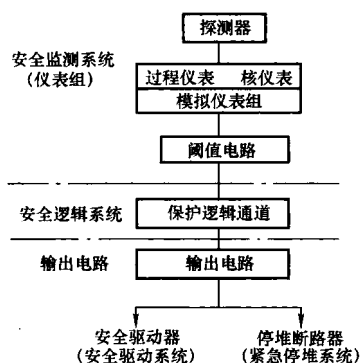 探测器
安全监测系统
(仪表组)
过程仪表 核仪表
模拟仪表组
阈值电路
安全逻辑系统
保护逻辑通道
输出电路
输出电路
安全驱动器
(安全驱动系统)
停堆断路器
(紧急停堆系统)